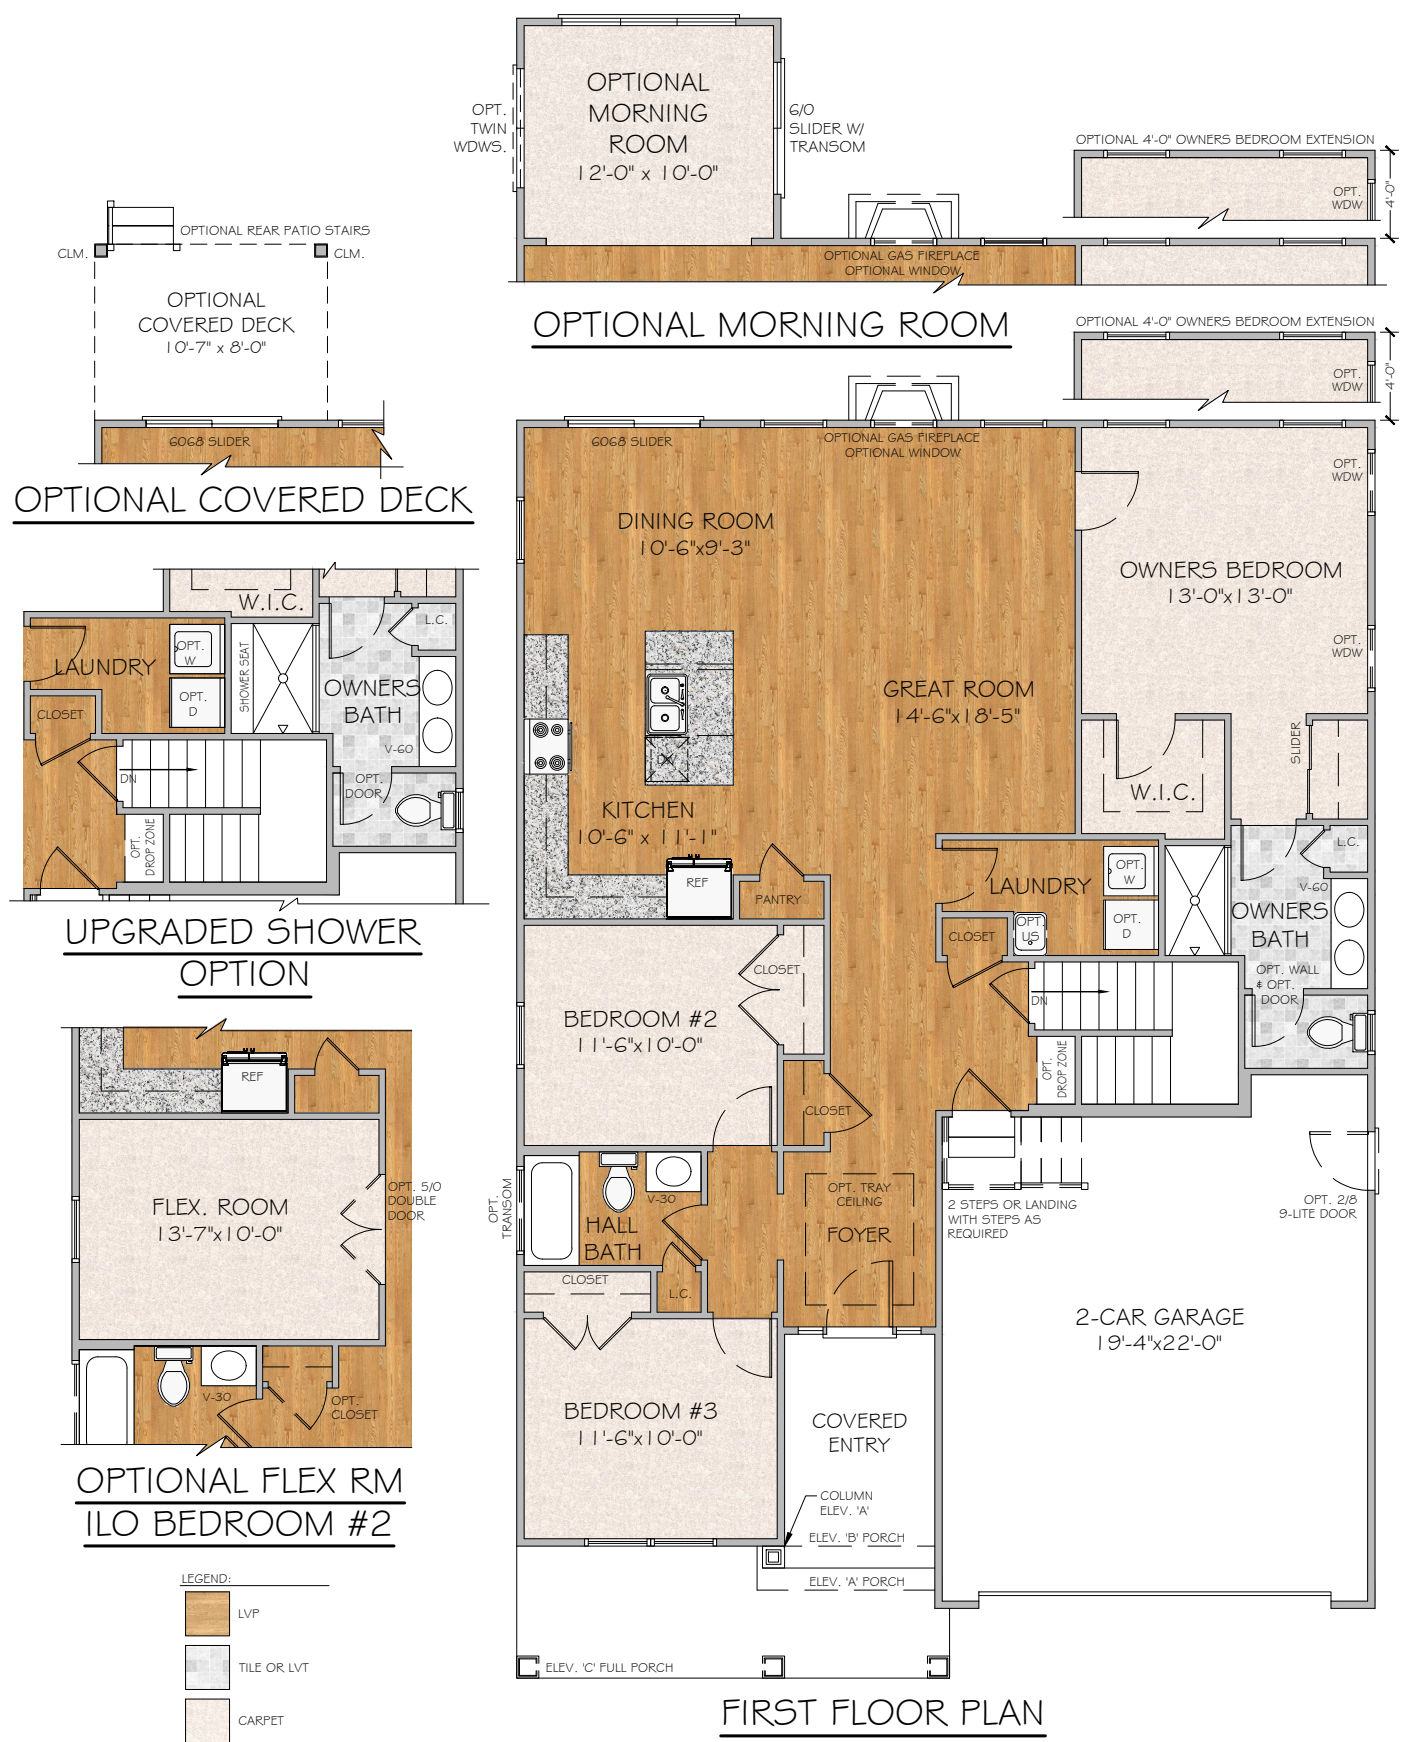 OPTIONAL
MORNING
ROOM
12'-0" x 10'-0"
OPT.
TWIN
WDWS.
6/0
SLIDER W/
TRANSOM
OPTIONAL 4'-0" OWNERS BEDROOM EXTENSION
OPT.
WDW
4'-0"
OPTIONAL GAS FIREPLACE
OPTIONAL WINDOW
OPTIONAL MORNING ROOM
OPTIONAL REAR PATIO STAIRS
CLM.
CLM.
OPTIONAL
COVERED DECK
10'-7" x 8'-0"
6068 SLIDER
OPTIONAL COVERED DECK
W.I.C.
L.C.
LAUNDRY
OPT.
W
OPT.
D
SHOWER SEAT
OWNERS
BATH
CLOSET
V-60
DN
OPT.
DOOR
OPT.
DROP ZONE
UPGRADED SHOWER
OPTION
REF
OPT. 5/0
DOUBLE
DOOR
FLEX. ROOM
13'-7"x10'-0"
V-30
OPT.
CLOSET
OPTIONAL FLEX RM
ILO BEDROOM #2
LEGEND:
LVP
TILE OR LVT
CARPET
OPTIONAL 4'-0" OWNERS BEDROOM EXTENSION
OPT.
WDW
4'-0"
6068 SLIDER
OPTIONAL GAS FIREPLACE
OPTIONAL WINDOW
OPT.
WDW
DINING ROOM
10'-6"x9'-3"
OWNERS BEDROOM
13'-0"x13'-0"
OPT.
WDW
GREAT ROOM
14'-6"x18'-5"
SLIDER
W.I.C.
KITCHEN
10'-6" x 11'-1"
REF
PANTRY
LAUNDRY
OPT.
W
OPT.
D
OPT
US
CLOSET
L.C.
V-60
OWNERS
BATH
OPT. WALL
& OPT.
DOOR
DN
OPT.
DROP ZONE
CLOSET
BEDROOM #2
11'-6"x10'-0"
CLOSET
OPT.
TRANSOM
V-30
HALL
BATH
L.C.
CLOSET
OPT. TRAY
CEILING
FOYER
2 STEPS OR LANDING
WITH STEPS AS
REQUIRED
OPT. 2/8
9-LITE DOOR
2-CAR GARAGE
19'-4"x22'-0"
BEDROOM #3
11'-6"x10'-0"
COVERED
ENTRY
COLUMN
ELEV. 'A'
ELEV. 'B' PORCH
ELEV. 'A' PORCH
ELEV. 'C' FULL PORCH
FIRST FLOOR PLAN